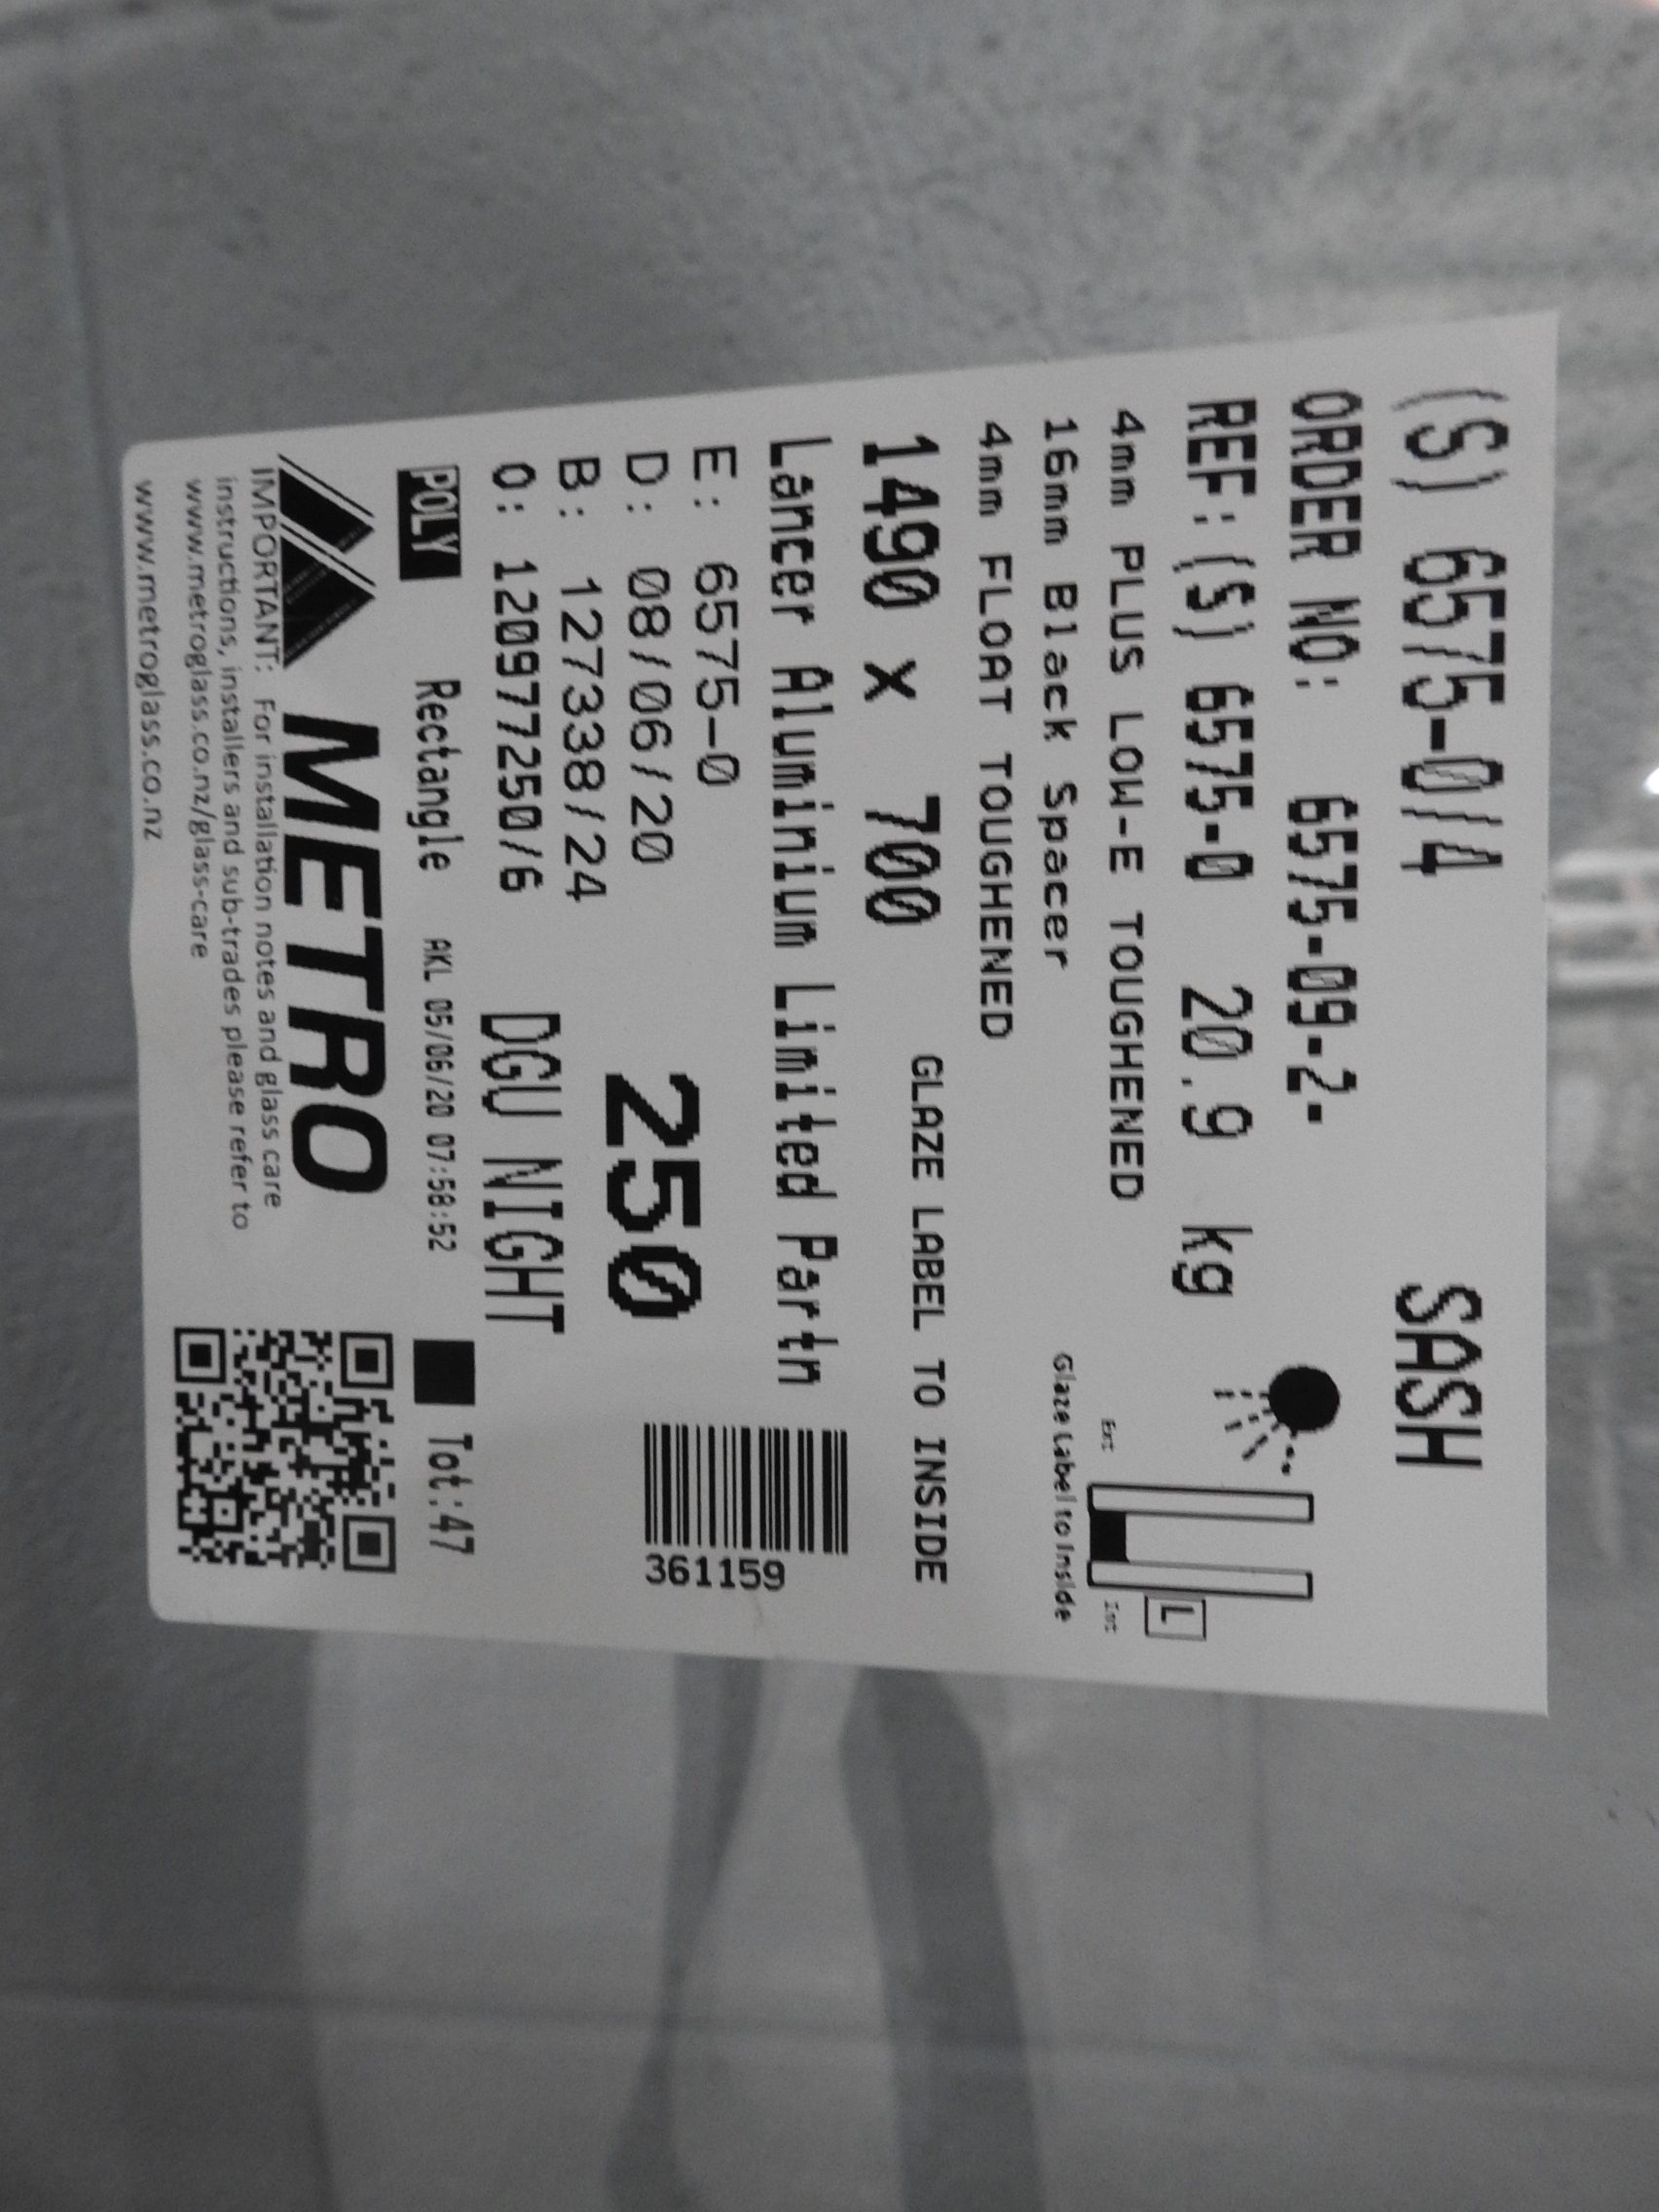 (S) 6575-0/4 SASH
ORDER NO: 6575-09-2-
REF:(S) 6575-0 20.9 kg
4mm PLUS LOW-E TOUGHENED
16mm Black Spacer
4mm FLOAT TOUGHENED
Ext Int
L
Glaze Label to Inside
1490 x 700 GLAZE LABEL TO INSIDE
Lancer Aluminium Limited Partn
E: 6575-0
D: 08/06/20 250
B: 127338/24
O: 120977250/6 DGU NIGHT
361159
POLY Rectangle AKL 05/06/20 07:58:52 Tot:47
METRO
IMPORTANT: For installation notes and glass care
instructions, installers and sub-trades please refer to
www.metroglass.co.nz/glass-care
www.metroglass.co.nz